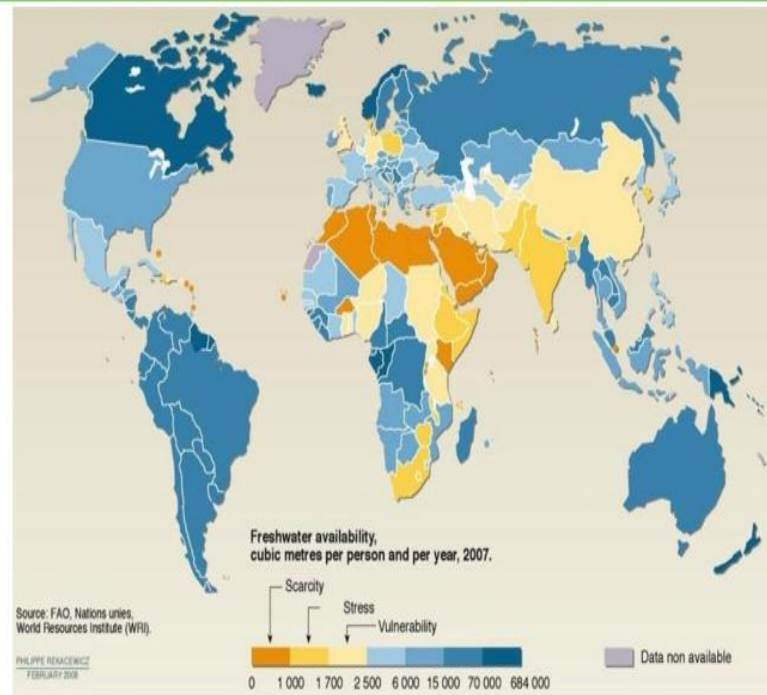 Freshwater availability,
cubic metres per person and per year, 2007.
Scarcity
Stress
Vulnerability
0 1 000 1 700 2 500 6 000 15 000 70 000 684 000
Data non available
Source: FAO, Nations unies,
World Resources Institute (WRI).
PHILIPPE REKACEWICZ
FEBRUARY 2008